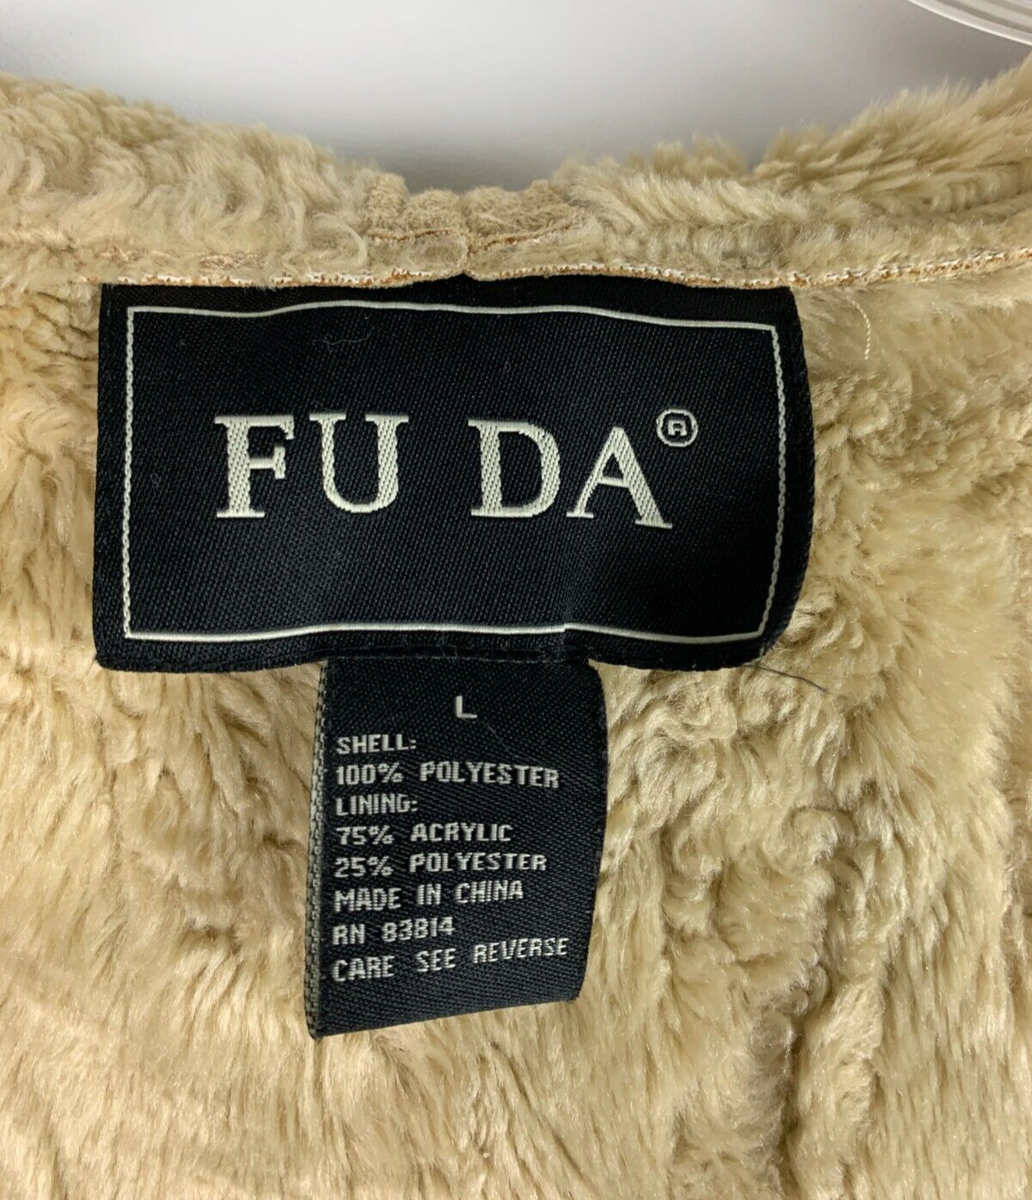 FU DA®
L
SHELL:
100% POLYESTER
LINING:
75% ACRYLIC
25% POLYESTER
MADE IN CHINA
RN 83814
CARE SEE REVERSE